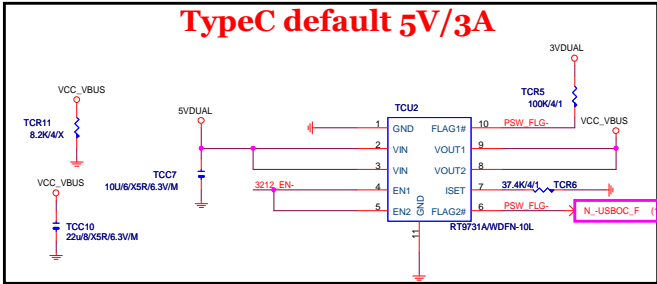 TypeC default 5V/3A
3VDUAL
VCC_VBUS
TCR11
8.2K/4/X
5VDUAL
TCU2
TCR5
100K/4/1
VCC_VBUS
1 GND FLAG1# 10 PSW_FLG-
2 VIN VOUT1 9
3 VIN VOUT2 8
3212_EN- 4 EN1 ISET 7 37.4K/4/1 TCR6
5 EN2 GND FLAG2# 6 PSW_FLG- N_-USBOC_F
11
RT9731A/WDFN-10L
TCC7
10U/6/X5R/6.3V/M
VCC_VBUS
TCC10
22u/8/X5R/6.3V/M